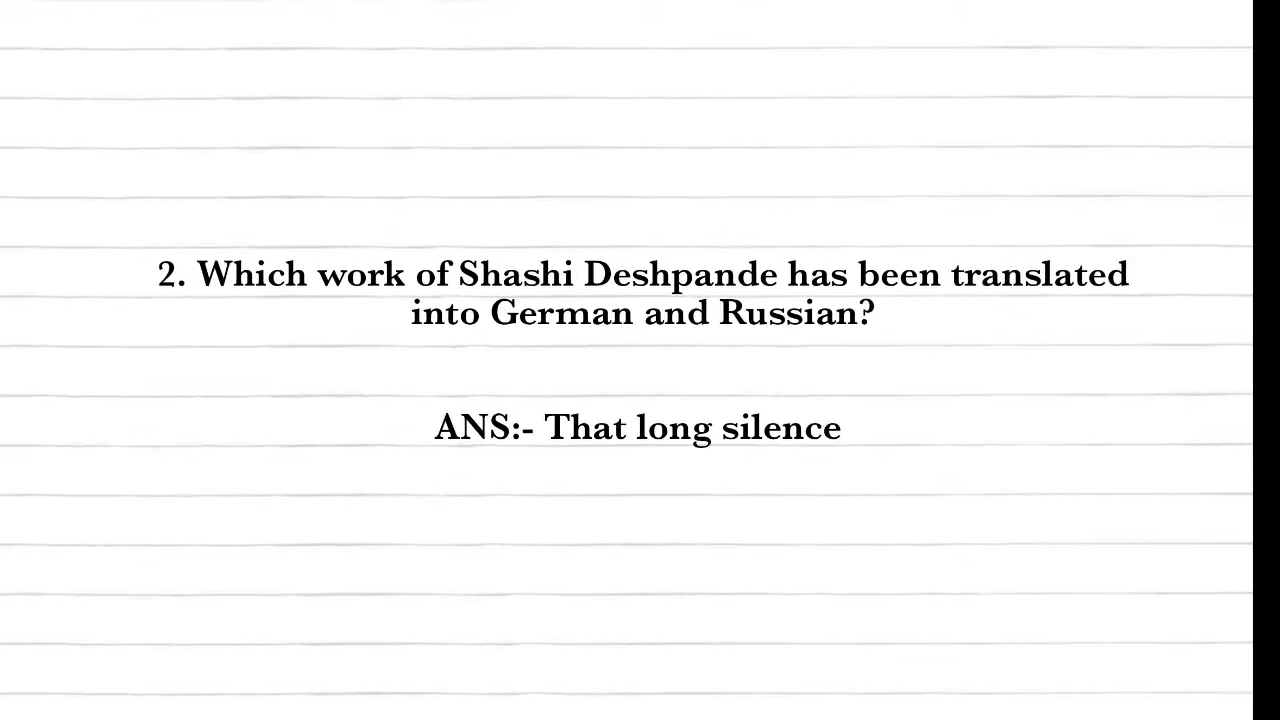 2. Which work of Shashi Deshpande has been translated
into German and Russian?
ANS:- That long silence